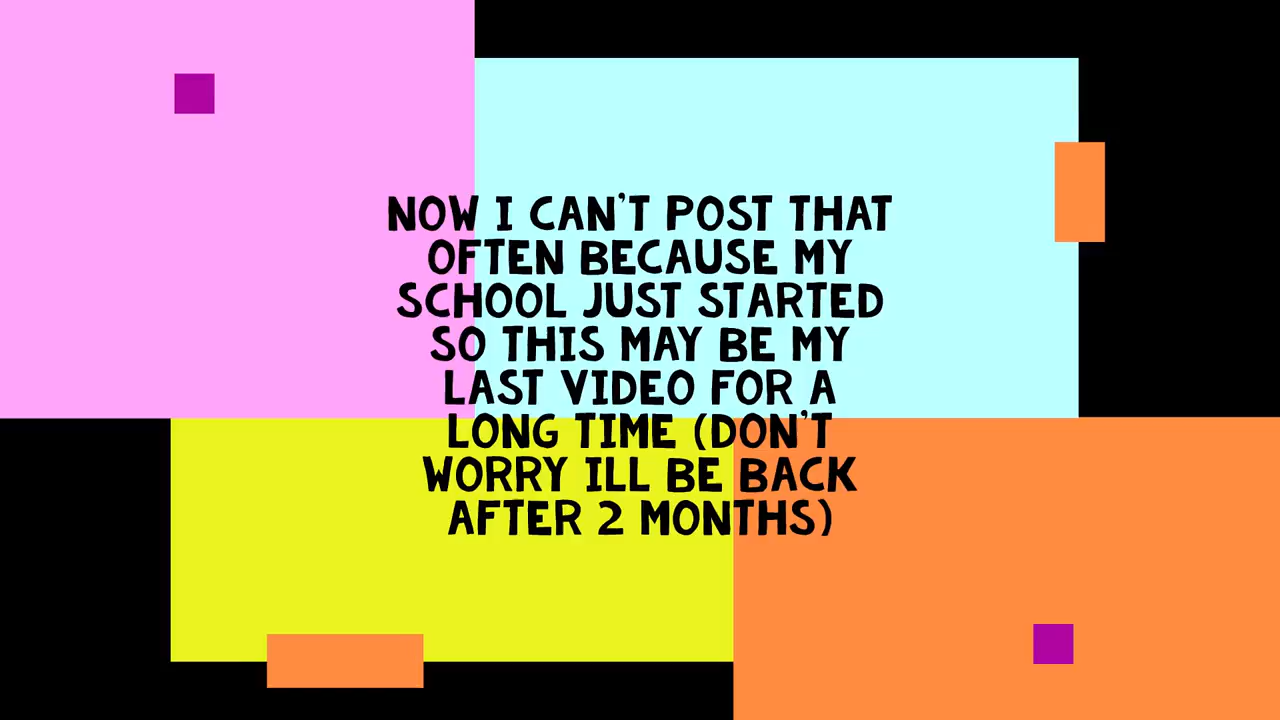 NOW I CAN'T POST THAT
OFTEN BECAUSE MY
SCHOOL JUST STARTED
SO THIS MAY BE MY
LAST VIDEO FOR A
LONG TIME (DON'T
WORRY ILL BE BACK
AFTER 2 MONTHS)